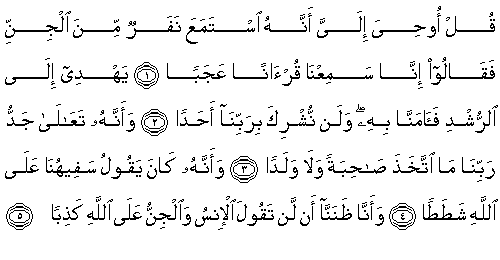 قُلْ أُوحِىَ إِلَىَّ أَنَّهُ ٱسْتَمَعَ نَفَرٌ مِّنَ ٱلْجِنِّ
فَقَالُوٓا۟ إِنَّا سَمِعْنَا قُرْءَانًا عَجَبًا ١ يَهْدِىٓ إِلَى
ٱلرُّشْدِ فَـَٔامَنَّا بِهِۦ ۖ وَلَن نُّشْرِكَ بِرَبِّنَآ أَحَدًا ٢ وَأَنَّهُۥ تَعَـٰلَىٰ جَدُّ
رَبِّنَا مَا ٱتَّخَذَ صَـٰحِبَةً وَلَا وَلَدًا ٣ وَأَنَّهُۥ كَانَ يَقُولُ سَفِيهُنَا عَلَى
ٱللَّهِ شَطَطًا ٤ وَأَنَّا ظَنَنَّآ أَن لَّن تَقُولَ ٱلْإِنسُ وَٱلْجِنُّ عَلَى ٱللَّهِ كَذِبًا ٥